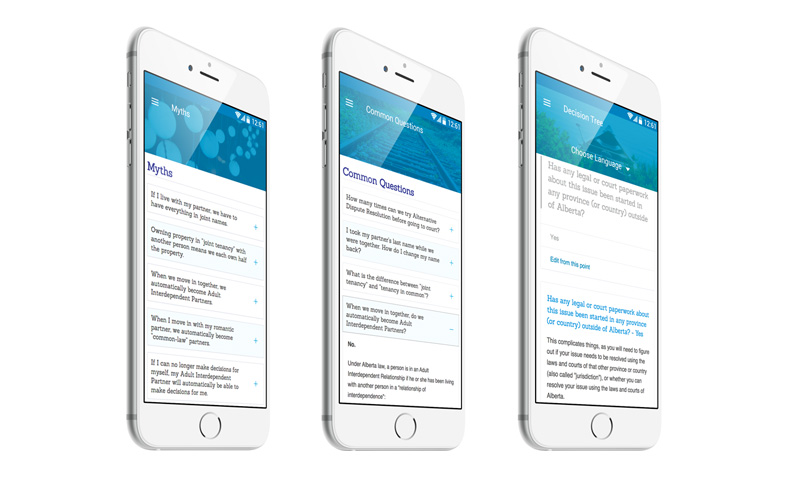 12:51
Myths
Myths
If I live with my partner, we have to
have everything in joint names.
+
Owning property in "joint tenancy" with
another person means we each own half
the property.
+
When we move in together, we
automatically become Adult
Interdependent Partners.
+
When I move in with my romantic
partner, we automatically become
"common-law" partners.
+
If I can no longer make decisions for
myself, my Adult Interdependent
Partner will automatically be able to
make decisions for me.
+
12:51
Common Questions
Common Questions
How many times can we try Alternative
Dispute Resolution before going to court?
+
I took my partner's last name while we
were together. How do I change my name
back?
+
What is the difference between "joint
tenancy" and "tenancy in common"?
+
When we move in together, do we
automatically become Adult
Interdependent Partners?
–
No.
Under Alberta law, a person is in an Adult
Interdependent Relationship if he or she has been living
with another person in a "relationship of
interdependence":
12:51
Decision Tree
Choose Language
Has any legal or court paperwork
about this issue been started in
any province (or country) outside
of Alberta?
Yes
Edit from this point
Has any legal or court paperwork about
this issue been started in any province
(or country) outside of Alberta? - Yes
This complicates things, as you will need to figure
out if your issue needs to be resolved using the
laws and courts of that other province or country
(also called "jurisdiction"), or whether you can
resolve your issue using the laws and courts of
Alberta.